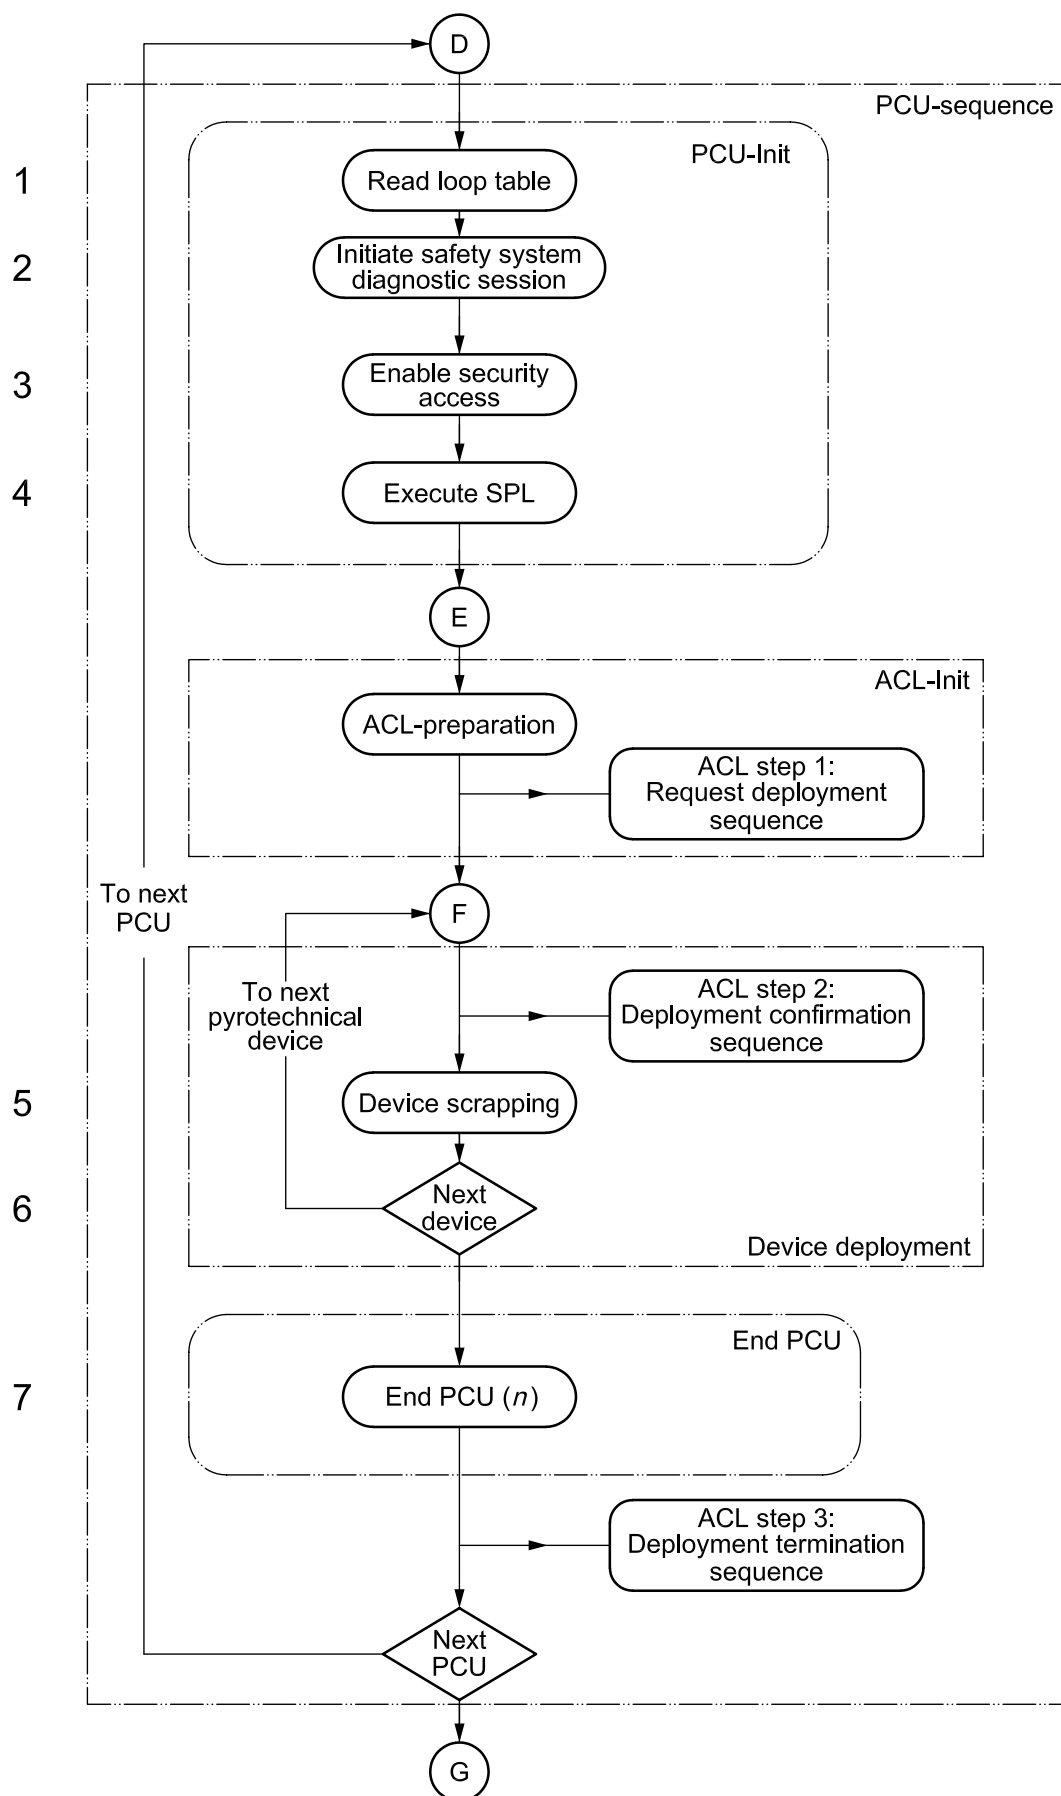 D
PCU-sequence
PCU-Init
1
Read loop table
2
Initiate safety system
diagnostic session
3
Enable security
access
4
Execute SPL
E
ACL-Init
ACL-preparation
ACL step 1:
Request deployment
sequence
To next
PCU
F
To next
pyrotechnical
device
ACL step 2:
Deployment confirmation
sequence
5
Device scrapping
6
Next
device
Device deployment
End PCU
7
End PCU (n)
ACL step 3:
Deployment termination
sequence
Next
PCU
G